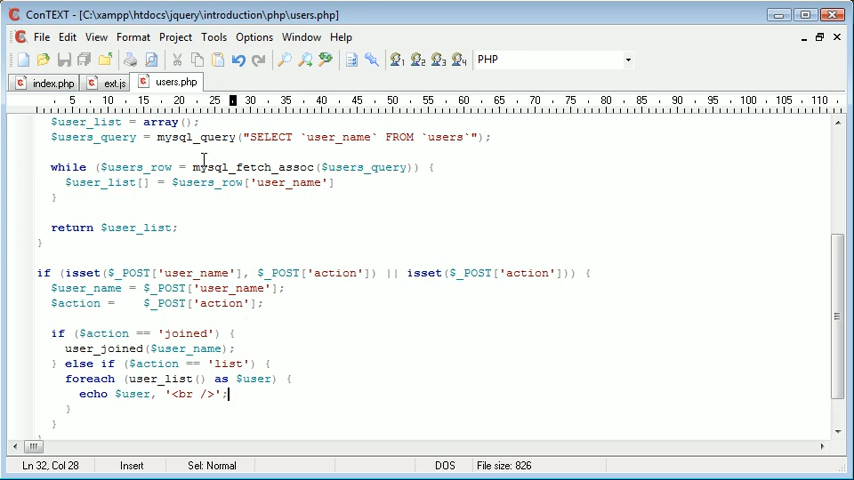 ConTEXT - [C:\xampp\htdocs\jquery\introduction\php\users.php]
File Edit View Format Project Tools Options Window Help
1 2 3 4 PHP
index.php ext.js users.php
5 10 15 20 25 30 35 40 45 50 55 60 65 70 75 80 85 90 95 100 105 110
$user_list = array();
$users_query = mysql_query("SELECT `user_name` FROM `users`");
while ($users_row = mysql_fetch_assoc($users_query)) {
$user_list[] = $users_row['user_name']
}
return $user_list;
}
if (isset($_POST['user_name'], $_POST['action']) || isset($_POST['action'])) {
$user_name = $_POST['user_name'];
$action =    $_POST['action'];
if ($action == 'joined') {
user_joined($user_name);
} else if ($action == 'list') {
foreach (user_list() as $user) {
echo $user, '<br />';
}
}
Ln 32, Col 28 Insert Sel: Normal DOS File size: 826